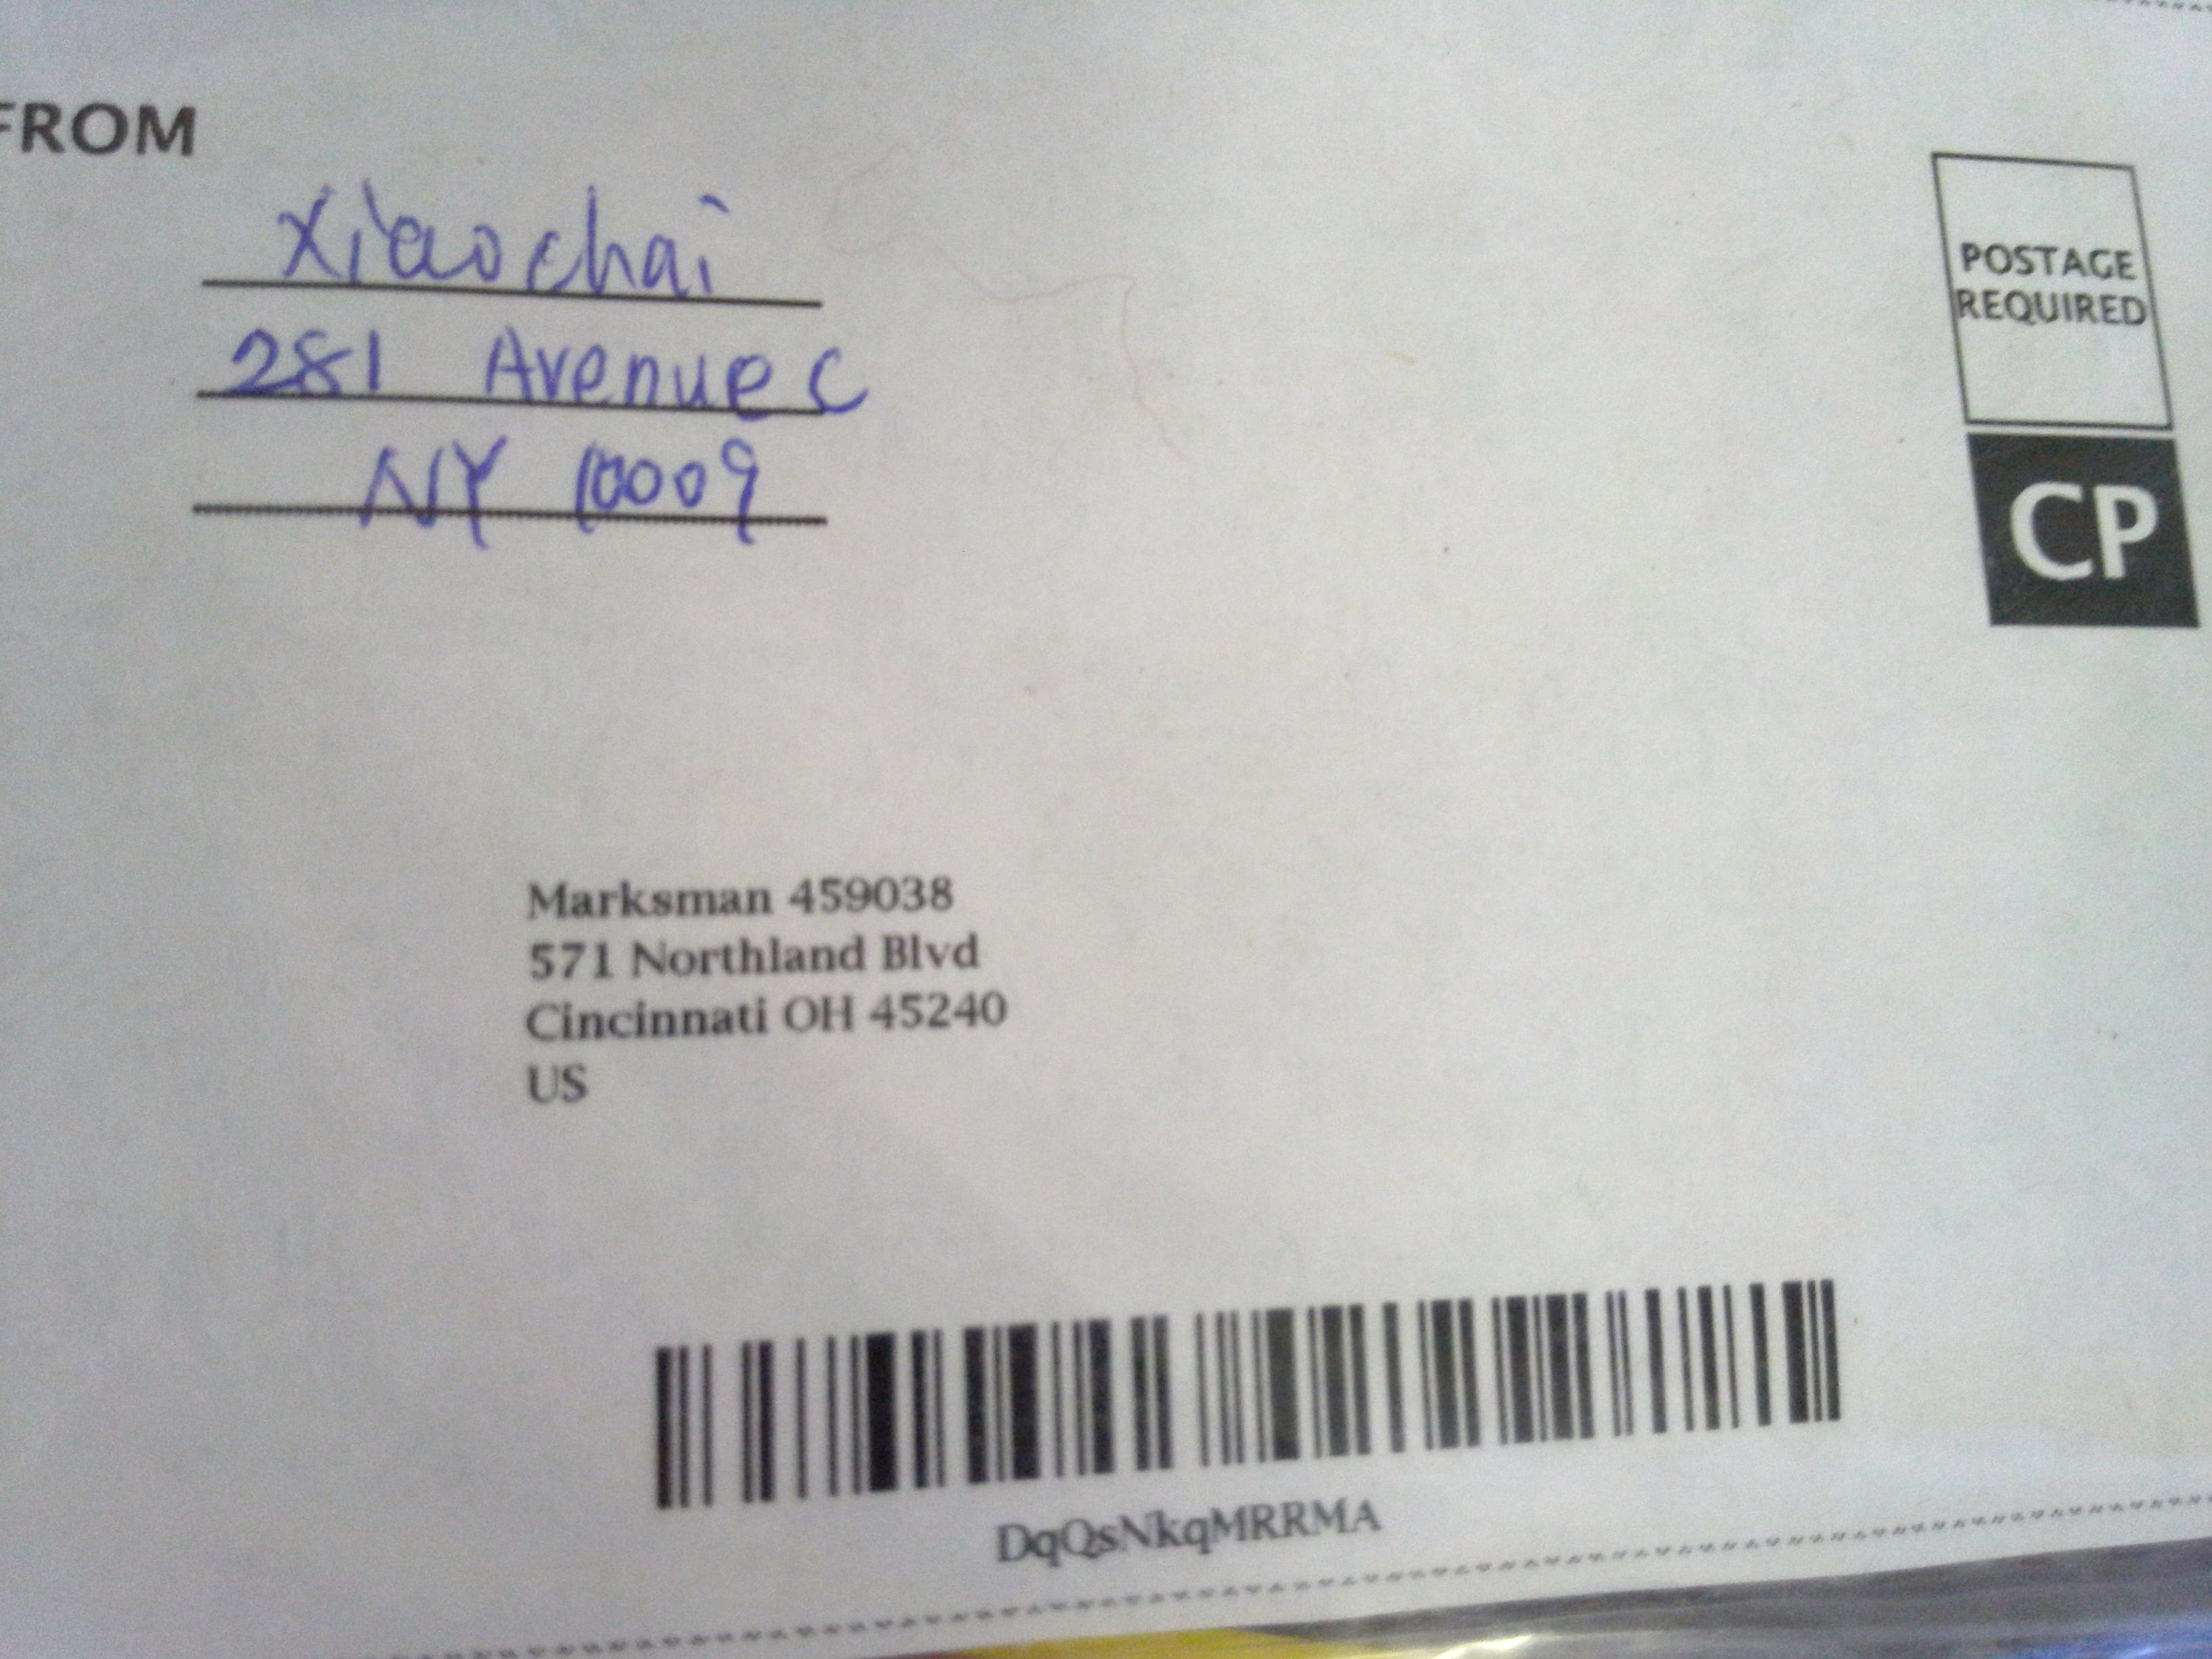 FROM
Xiaochai
281 Avenue C
NY 10009
POSTAGE
REQUIRED
CP
Marksman 459038
571 Northland Blvd
Cincinnati OH 45240
US
DqQsNkqMRRMA